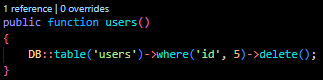 1 reference | 0 overrides
public function users()
{
DB::table('users')->where('id', 5)->delete();
}